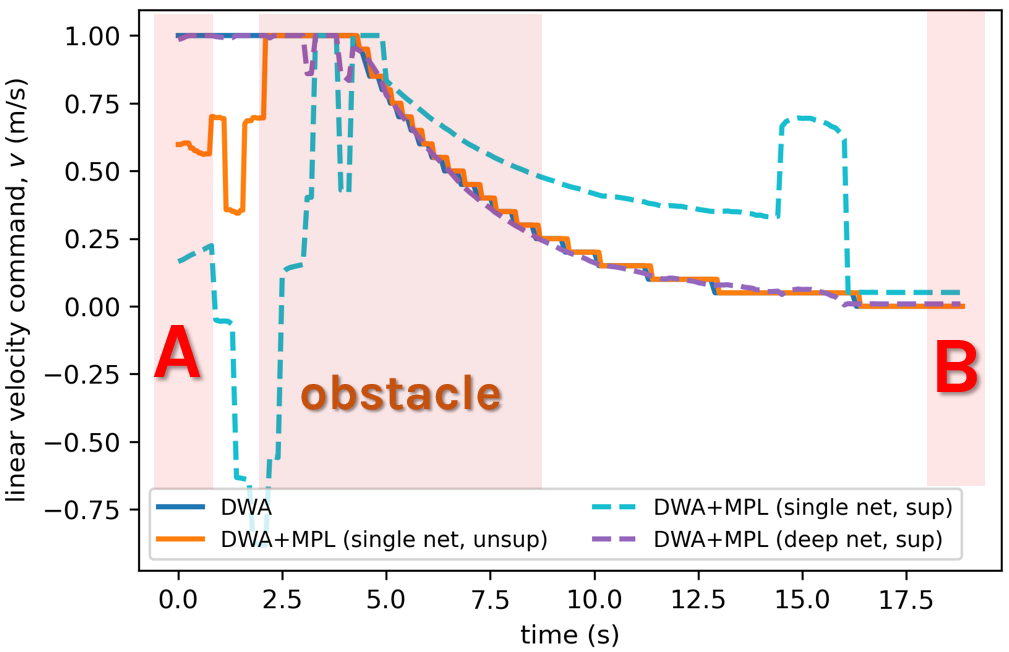 1.00
0.75
0.50
0.25
0.00
−0.25
−0.50
−0.75
linear velocity command, v (m/s)
A
obstacle
B
DWA
DWA+MPL (single net, unsup)
DWA+MPL (single net, sup)
DWA+MPL (deep net, sup)
0.0 2.5 5.0 7.5 10.0 12.5 15.0 17.5
time (s)